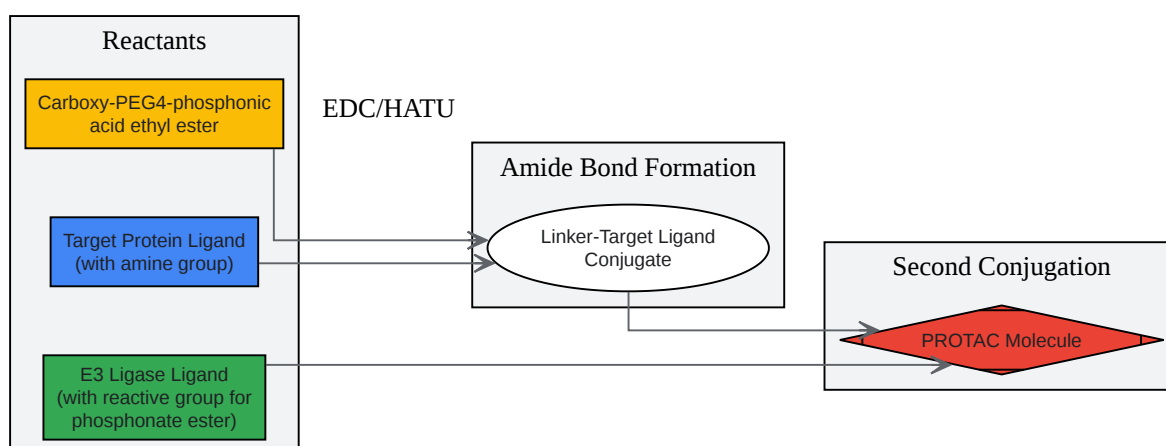 Reactants
Carboxy-PEG4-phosphonic
acid ethyl ester
EDC/HATU
Target Protein Ligand
(with amine group)
E3 Ligase Ligand
(with reactive group for
phosphonate ester)
Amide Bond Formation
Linker-Target Ligand
Conjugate
Second Conjugation
PROTAC Molecule